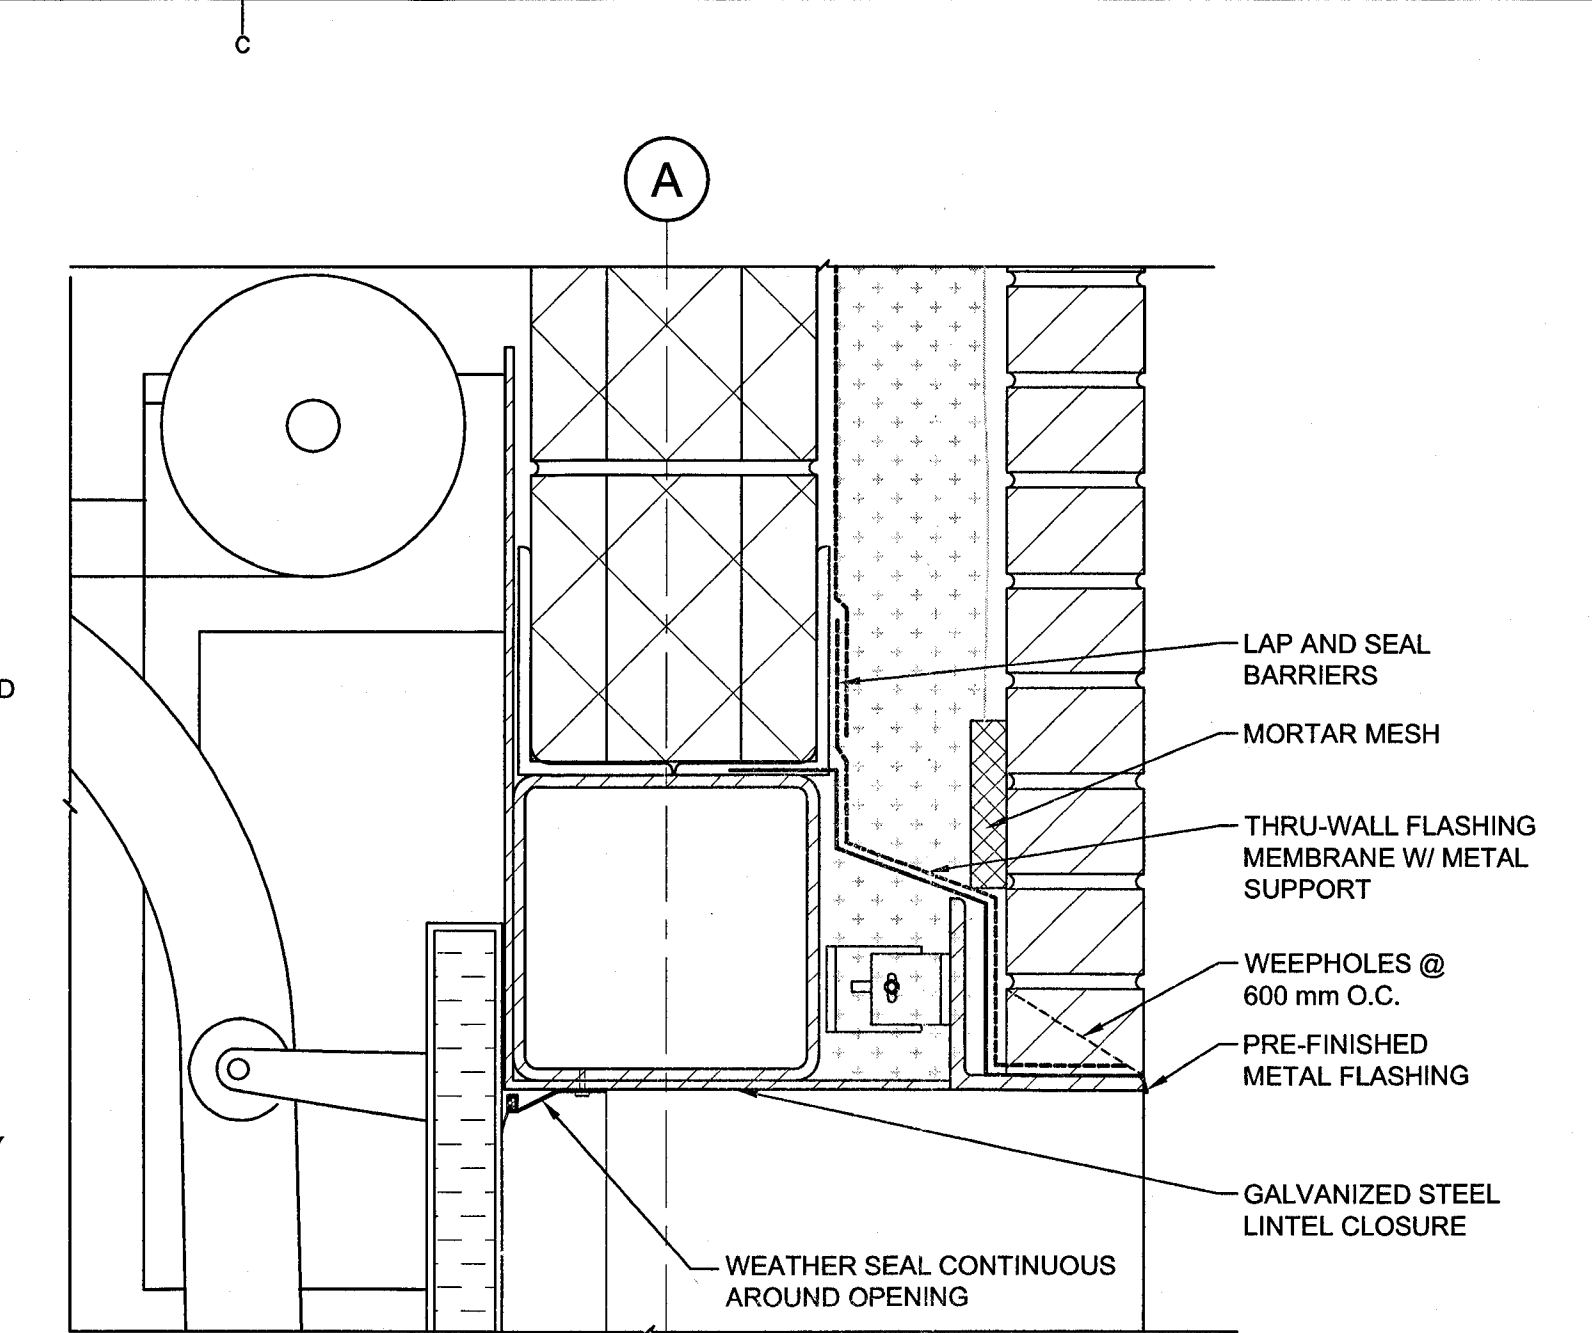 C
A
D
LAP AND SEAL
BARRIERS
MORTAR MESH
THRU-WALL FLASHING
MEMBRANE W/ METAL
SUPPORT
WEEPHOLES @
600 mm O.C.
PRE-FINISHED
METAL FLASHING
GALVANIZED STEEL
LINTEL CLOSURE
WEATHER SEAL CONTINUOUS
AROUND OPENING